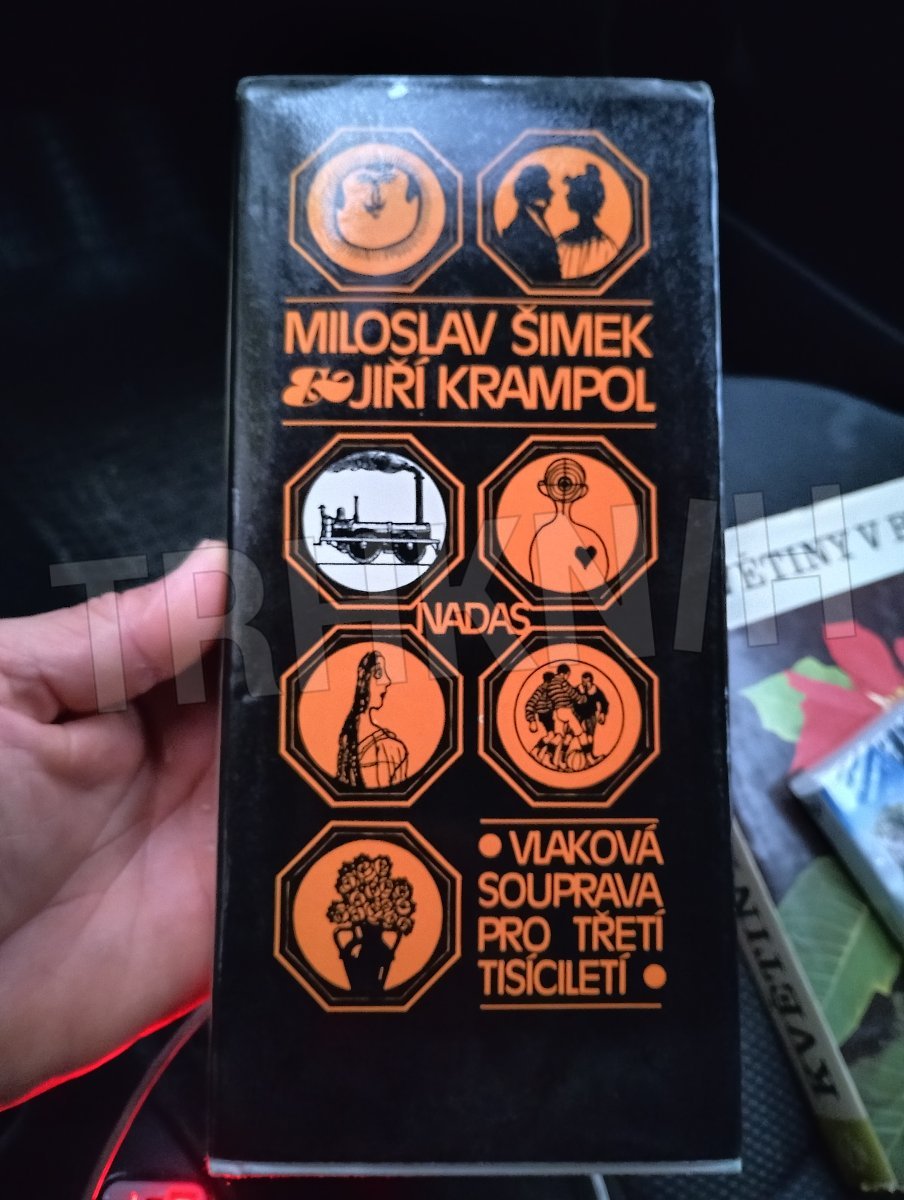 MILOSLAV ŠIMEK
& JIŘÍ KRAMPOL
NADAS
• VLAKOVÁ
SOUPRAVA
PRO TŘETÍ
TISÍCILETÍ •
TRHKNIH